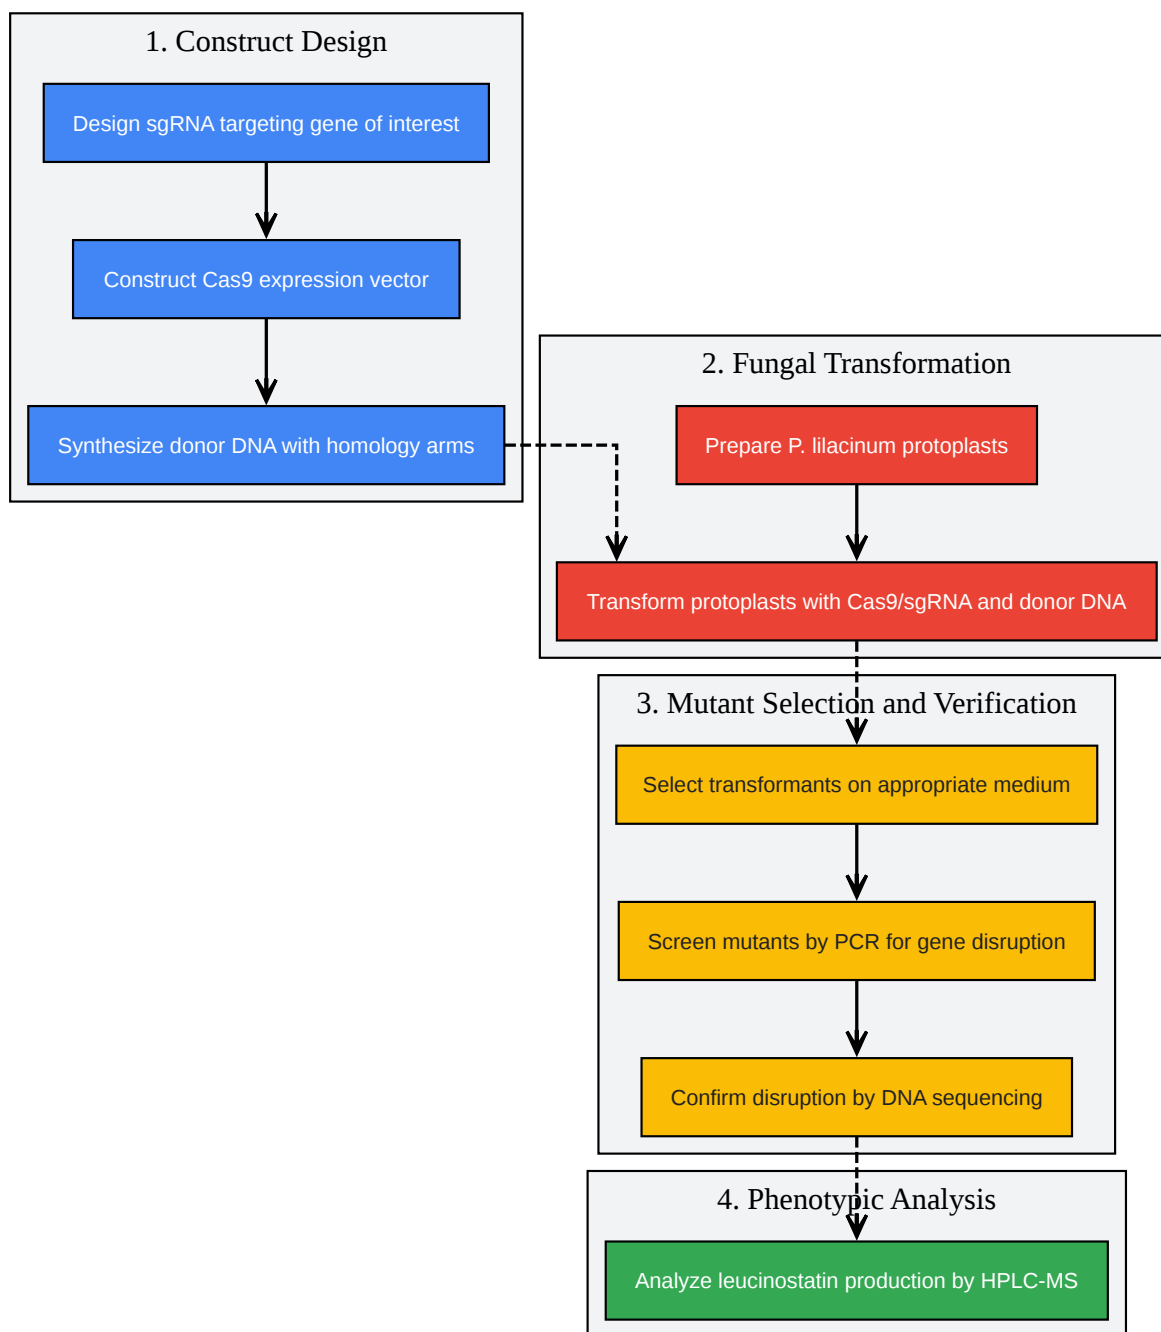 1. Construct Design
Design sgRNA targeting gene of interest
Construct Cas9 expression vector
Synthesize donor DNA with homology arms
2. Fungal Transformation
Prepare P. lilacinum protoplasts
Transform protoplasts with Cas9/sgRNA and donor DNA
3. Mutant Selection and Verification
Select transformants on appropriate medium
Screen mutants by PCR for gene disruption
Confirm disruption by DNA sequencing
4. Phenotypic Analysis
Analyze leucinostatin production by HPLC-MS